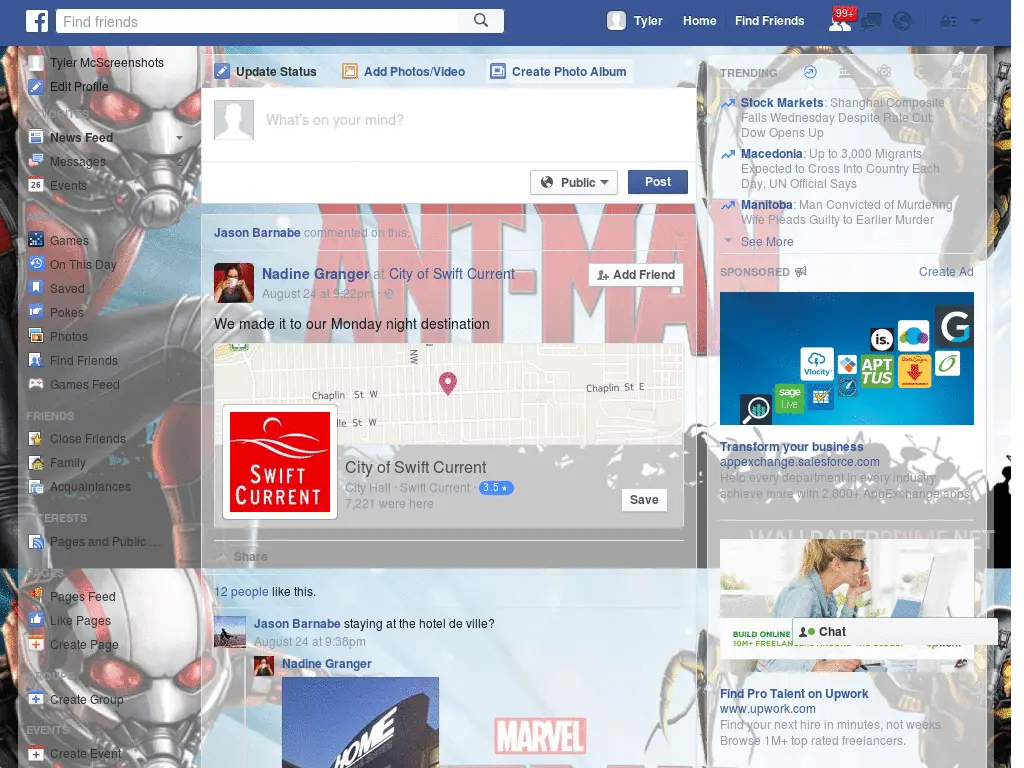 Find friends
Tyler
Home
Find Friends
99+
Tyler McScreenshots
Edit Profile
FAVORITES
News Feed
Messages
2
26
Events
APPS
Games
On This Day
Saved
Pokes
Photos
Find Friends
Games Feed
FRIENDS
Close Friends
Family
Acquaintances
INTERESTS
Pages and Public ...
PAGES
Pages Feed
Like Pages
Create Page
GROUPS
Create Group
EVENTS
Create Event
Update Status
Add Photos/Video
Create Photo Album
What's on your mind?
Public
Post
ANT-MA
Jason Barnabe commented on this.
Nadine Granger at City of Swift Current
August 24 at 9:22pm ·
Add Friend
We made it to our Monday night destination
NW
Chaplin St W
Chaplin St E
lle St W
SWIFT
CURRENT
City of Swift Current
City Hall · Swift Current · 3.5 ★
7,221 were here
Save
Share
12 people like this.
Jason Barnabe staying at the hotel de ville?
August 24 at 9:38pm
Nadine Granger
HOME
MARVEL
TRENDING
Stock Markets: Shanghai Composite
Falls Wednesday Despite Rate Cut;
Dow Opens Up
Macedonia: Up to 3,000 Migrants
Expected to Cross Into Country Each
Day, UN Official Says
Manitoba: Man Convicted of Murdering
Wife Pleads Guilty to Earlier Murder
See More
SPONSORED
Create Ad
G
is.
Vlocity
APT
TUS
sage
live
Transform your business
appexchange.salesforce.com
Help every department in every industry
achieve more with 2,800+ AppExchange apps.
WALLPAPERDPRIME.NET
BUILD ONLINE
Chat
Find Pro Talent on Upwork
www.upwork.com
Find your next hire in minutes, not weeks.
Browse 1M+ top rated freelancers.